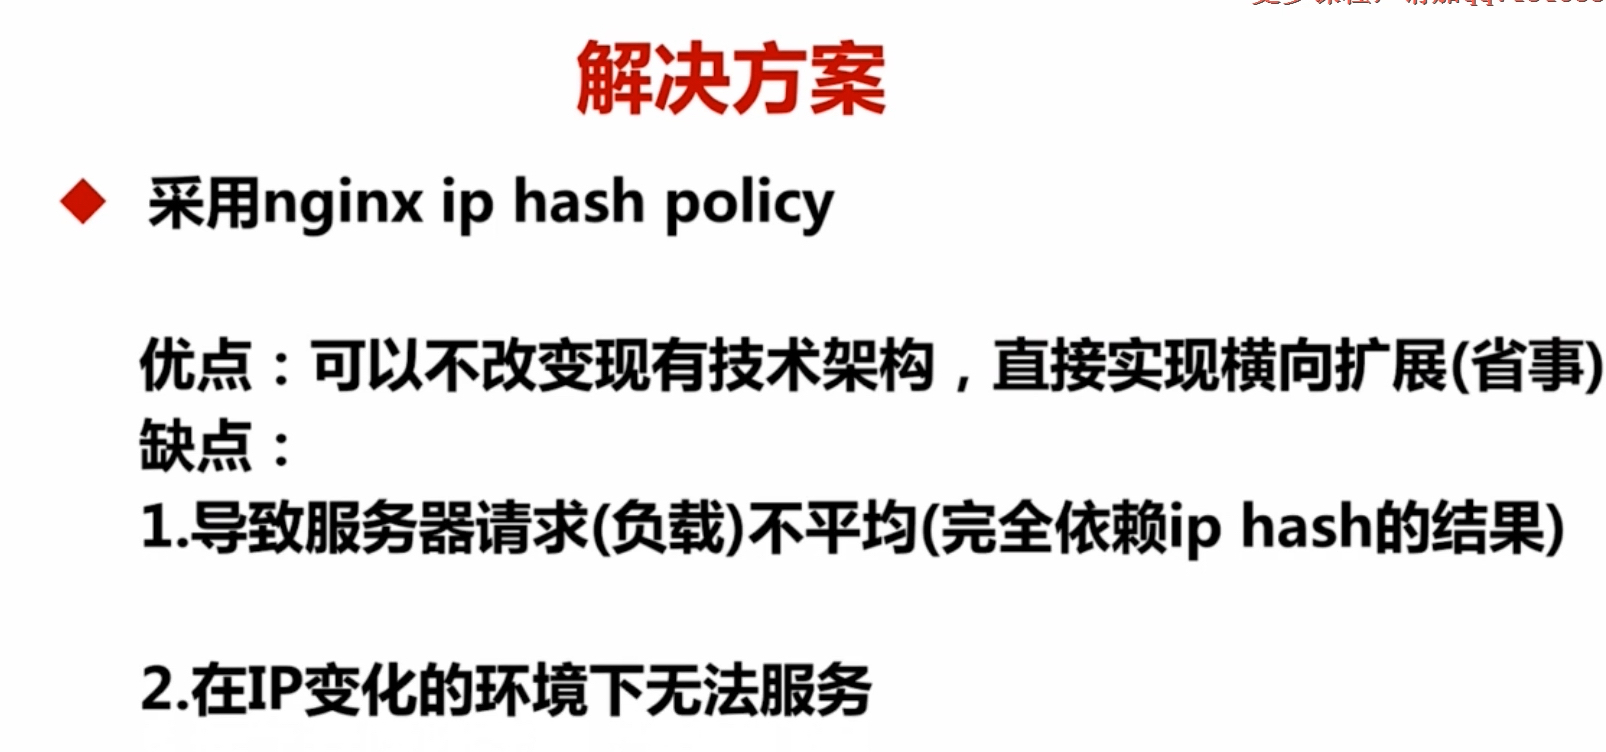 解决方案
采用nginx ip hash policy
优点：可以不改变现有技术架构，直接实现横向扩展(省事)
缺点：
1.导致服务器请求(负载)不平均(完全依赖ip hash的结果)
2.在IP变化的环境下无法服务